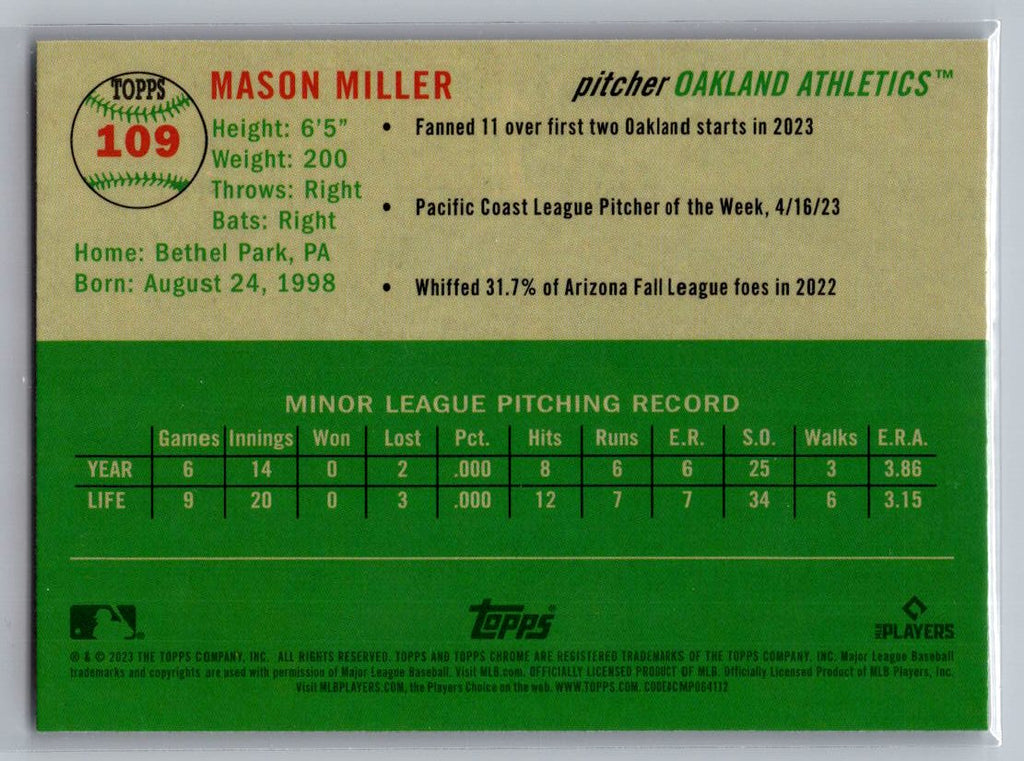 TOPPS
109
MASON MILLER
pitcher OAKLAND ATHLETICS™
Height: 6'5"
Weight: 200
Throws: Right
Bats: Right
Home: Bethel Park, PA
Born: August 24, 1998
• Fanned 11 over first two Oakland starts in 2023
• Pacific Coast League Pitcher of the Week, 4/16/23
• Whiffed 31.7% of Arizona Fall League foes in 2022
MINOR LEAGUE PITCHING RECORD
Games Innings Won Lost Pct. Hits Runs E.R. S.O. Walks E.R.A.
YEAR 6 14 0 2 .000 8 6 6 25 3 3.86
LIFE 9 20 0 3 .000 12 7 7 34 6 3.15
Topps
MLB PLAYERS
® & © 2023 THE TOPPS COMPANY, INC. ALL RIGHTS RESERVED. TOPPS AND TOPPS CHROME ARE REGISTERED TRADEMARKS OF THE TOPPS COMPANY, INC. Major League Baseball
trademarks and copyrights are used with permission of Major League Baseball. Visit MLB.com. OFFICIALLY LICENSED PRODUCT OF MLB. Officially Licensed Product of MLB Players, Inc.
Visit MLBPLAYERS.COM, the Players Choice on the web. WWW.TOPPS.COM. CODE#CMP064112